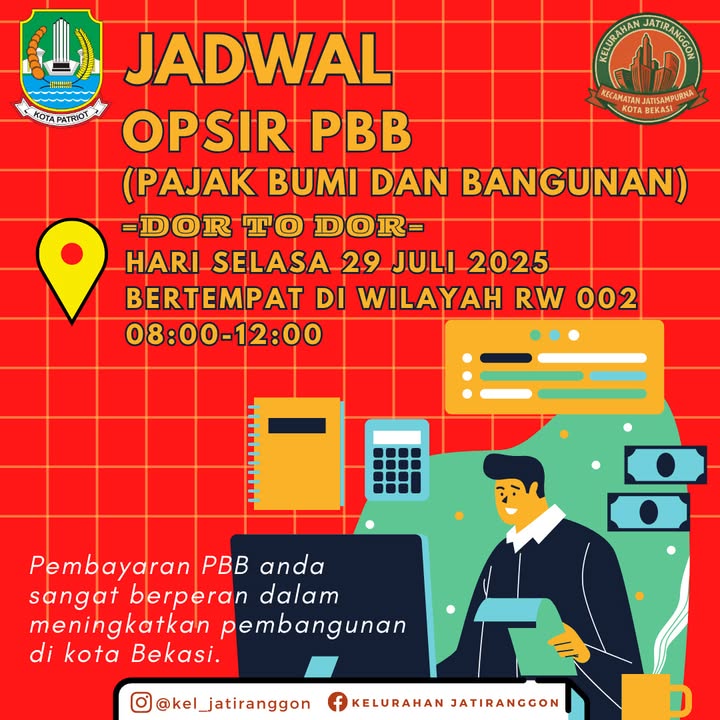 KOTA PATRIOT
KELURAHAN JATIRANGGON
KECAMATAN JATISAMPURNA
KOTA BEKASI
JADWAL
OPSIR PBB
(PAJAK BUMI DAN BANGUNAN)
-DOR TO DOR-
HARI SELASA 29 JULI 2025
BERTEMPAT DI WILAYAH RW 002
08:00-12:00
Pembayaran PBB anda
sangat berperan dalam
meningkatkan pembangunan
di kota Bekasi.
@kel_jatiranggon KELURAHAN JATIRANGGON